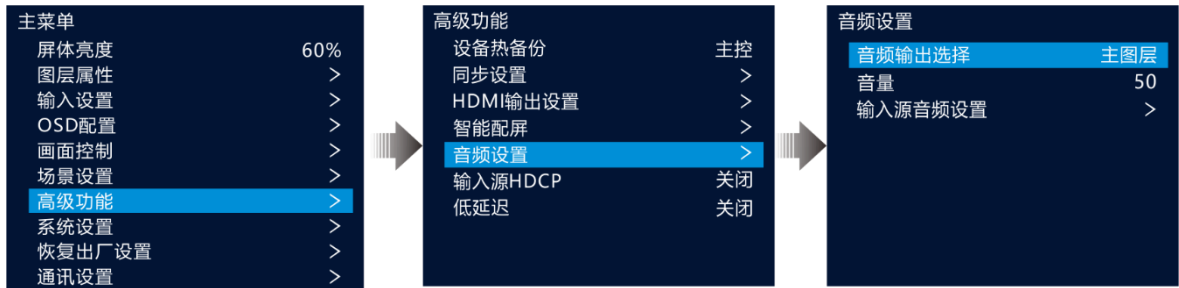 主菜单
屏体亮度 60%
图层属性 >
输入设置 >
OSD配置 >
画面控制 >
场景设置 >
高级功能 >
系统设置 >
恢复出厂设置 >
通讯设置 >
高级功能
设备热备份 主控
同步设置 >
HDMI输出设置 >
智能配屏 >
音频设置 >
输入源HDCP 关闭
低延迟 关闭
音频设置
音频输出选择 主图层
音量 50
输入源音频设置 >